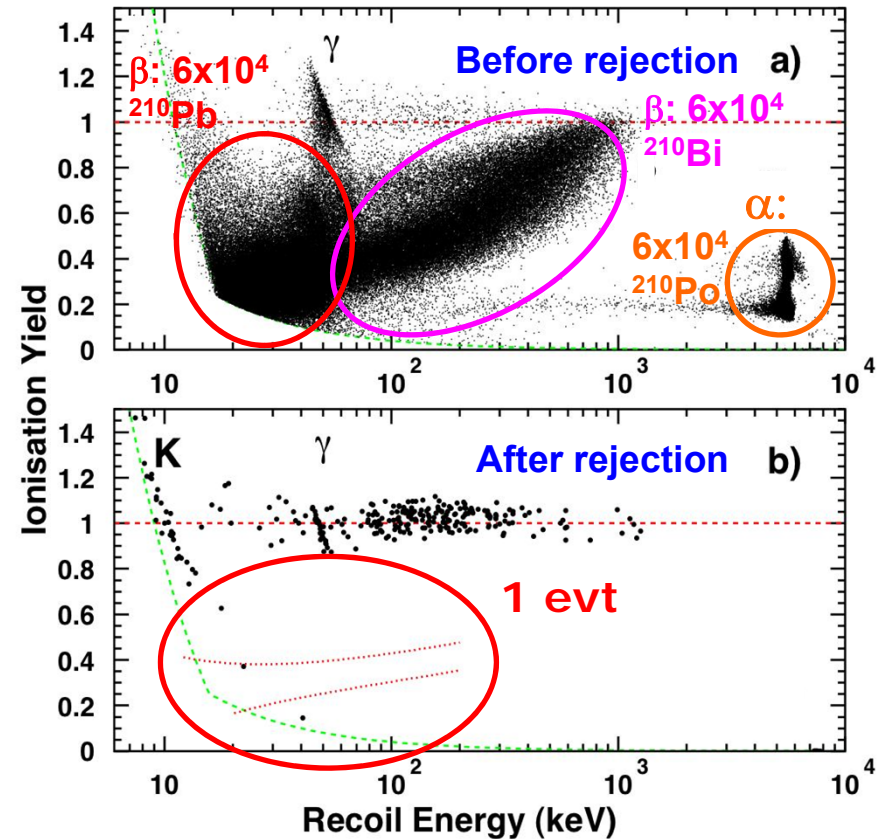 1.4
1.2
1
0.8
0.6
0.4
0.2
0
γ
Before rejection a)
β: 6x10⁴
²¹⁰Pb
β: 6x10⁴
²¹⁰Bi
α:
6x10⁴
²¹⁰Po
10 10² 10³ 10⁴
Ionisation Yield
1.4
1.2
1
0.8
0.6
0.4
0.2
0
K γ After rejection b)
1 evt
10 10² 10³ 10⁴
Recoil Energy (keV)